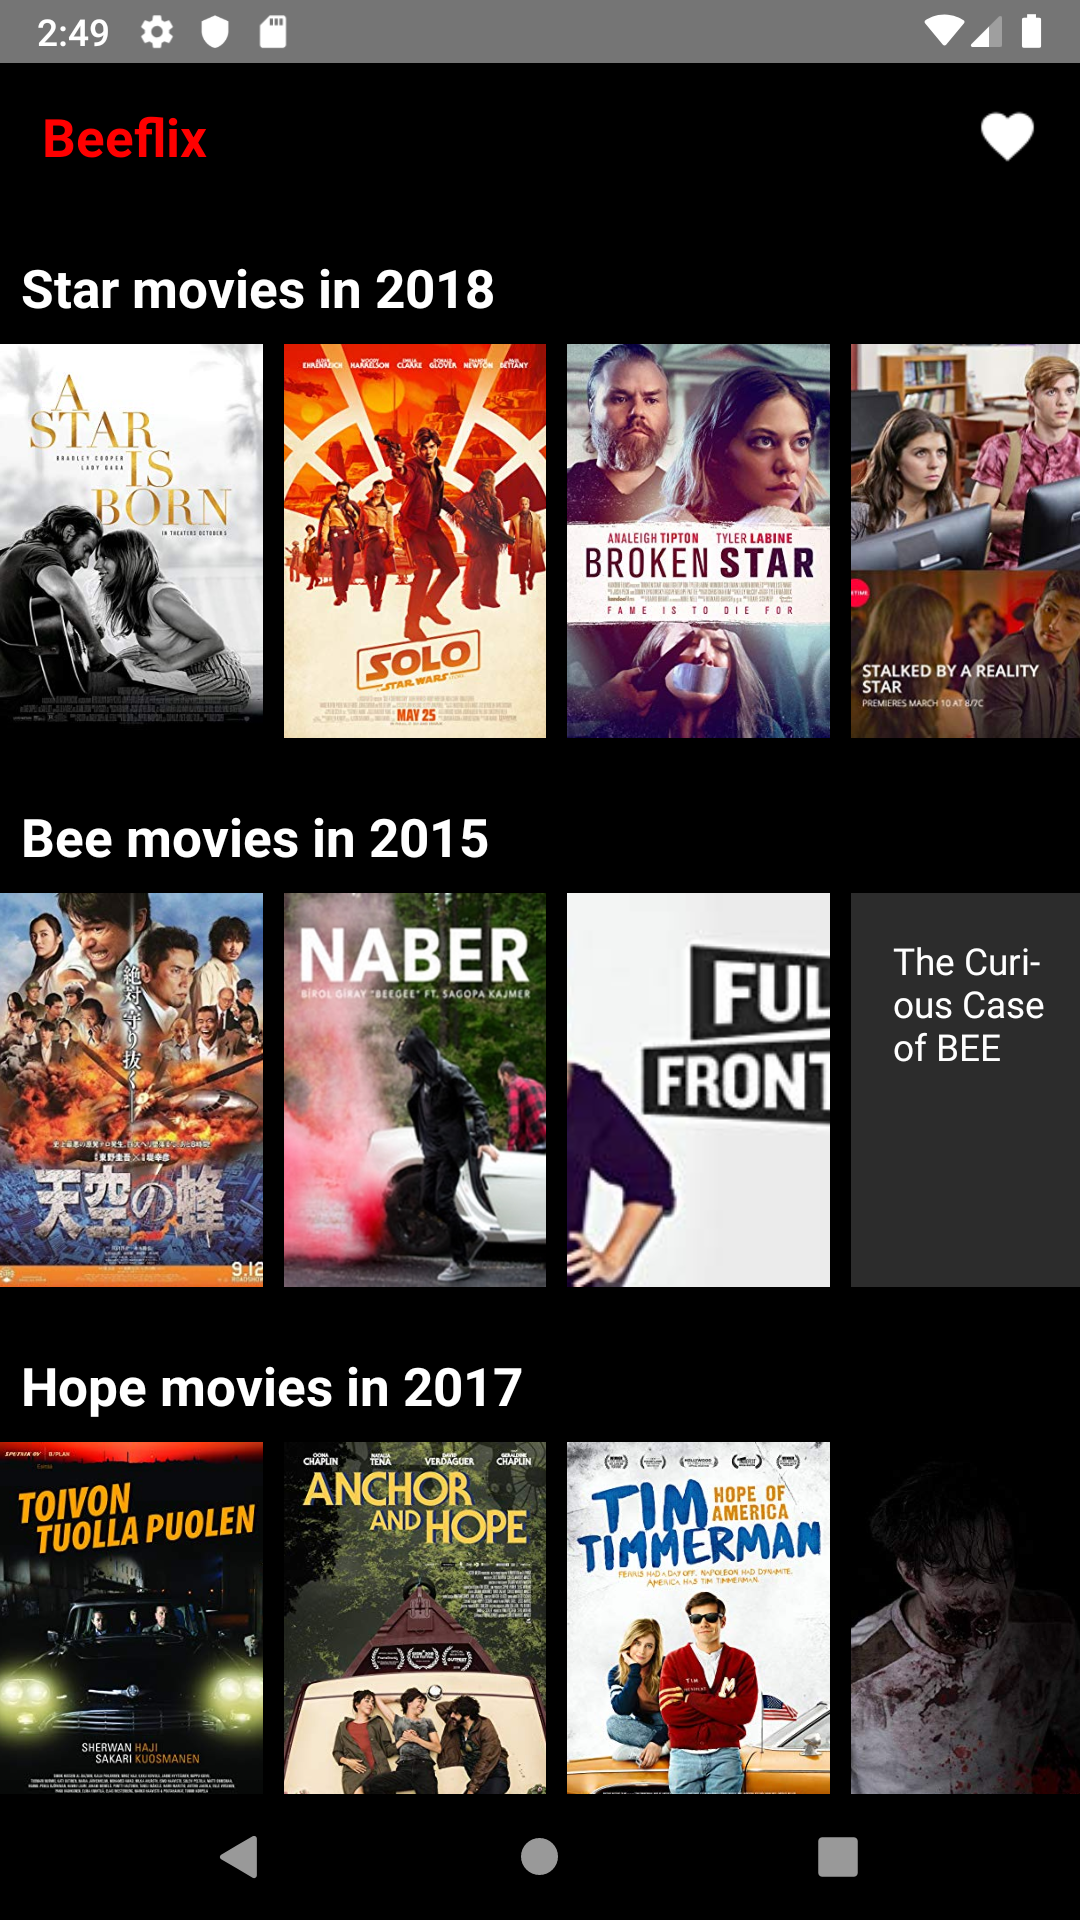 2:49
Beeflix
Star movies in 2018
A
STAR
IS
BORN
BRADLEY COOPER
LADY GAGA
IN THEATERS OCTOBER 5
ALDEN EHRENREICH WOODY HARRELSON EMILIA CLARKE DONALD GLOVER THANDIE NEWTON PAUL BETTANY
SOLO
A STAR WARS STORY
MAY 25
ANALEIGH TIPTON TYLER LABINE
BROKEN STAR
FAME IS TO DIE FOR
STALKED BY A REALITY
STAR
PREMIERES MARCH 10 AT 8/7C
Bee movies in 2015
絶対、守り抜く
天空の蜂
9.12
ROADSHOW
NABER
BİROL GİRAY "BEEGEE" FT. SAGOPA KAJMER
FUL
FRONT
The Curi-
ous Case
of BEE
Hope movies in 2017
SPUTNIK OY B/PLAN
TOIVON
TUOLLA PUOLEN
SHERWAN HAJI
SAKARI KUOSMANEN
OONA CHAPLIN NATALIA TENA DAVID VERDAGUER GERALDINE CHAPLIN
ANCHOR
AND HOPE
TIM HOPE OF
AMERICA
TIMMERMAN
FERRIS HAD A DAY OFF. NAPOLEON HAD DYNAMITE.
AMERICA HAS TIM TIMMERMAN.